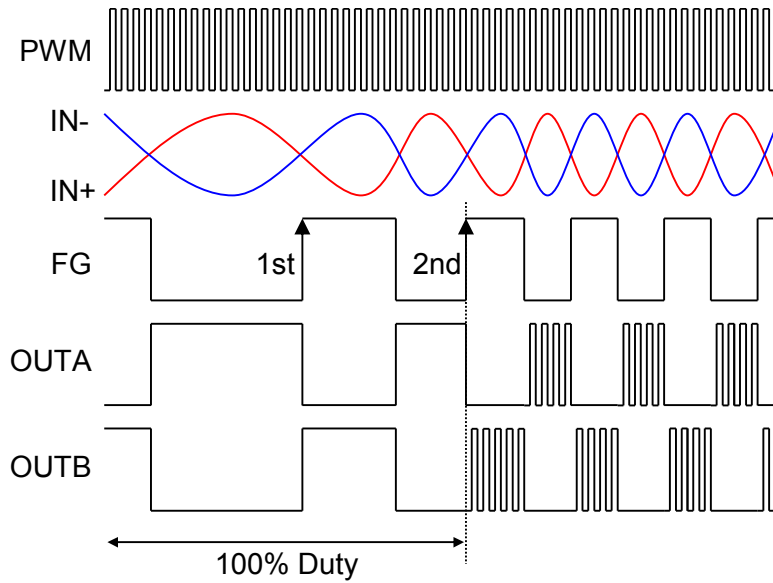 PWM
IN-
IN+
FG
1st
2nd
OUTA
OUTB
100% Duty